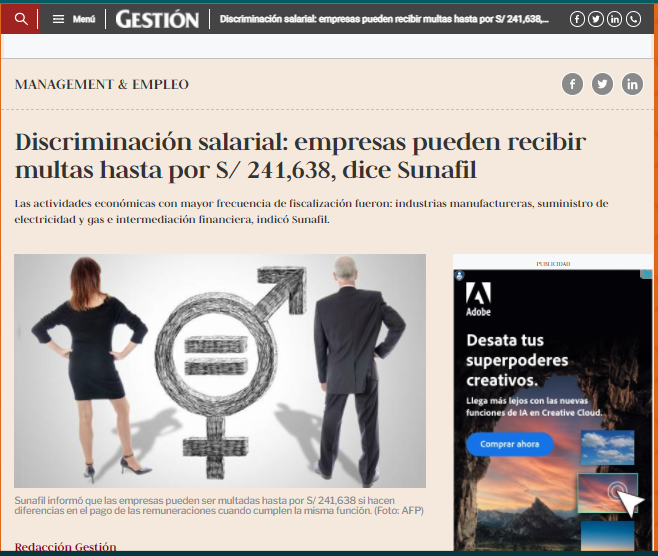 Menú
GESTIÓN
Discriminación salarial: empresas pueden recibir multas hasta por S/ 241,638,...
MANAGEMENT & EMPLEO
Discriminación salarial: empresas pueden recibir
multas hasta por S/ 241,638, dice Sunafil
Las actividades económicas con mayor frecuencia de fiscalización fueron: industrias manufactureras, suministro de
electricidad y gas e intermediación financiera, indicó Sunafil.
PUBLICIDAD
Adobe
Desata tus
superpoderes
creativos.
Llega más lejos con las nuevas
funciones de IA en Creative Cloud.
Comprar ahora
Sunafil informó que las empresas pueden ser multadas hasta por S/ 241,638 si hacen
diferencias en el pago de las remuneraciones cuando cumplen la misma función. (Foto: AFP)
Redacción Gestión